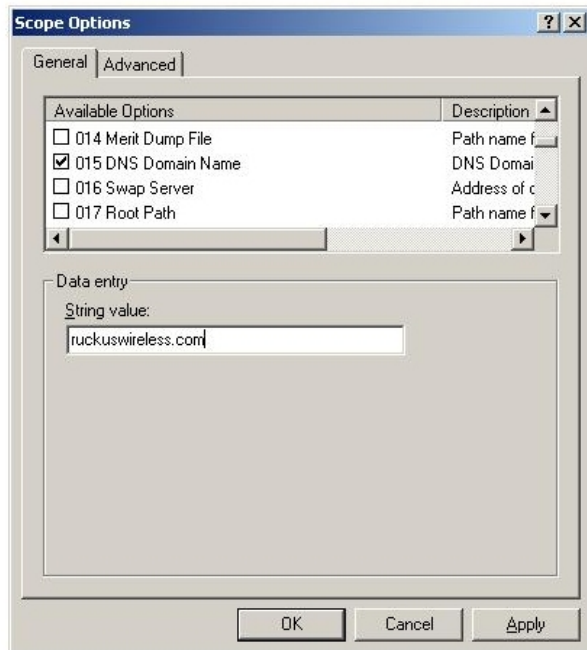 Scope Options
General Advanced
Available Options Description
014 Merit Dump File Path name f
015 DNS Domain Name DNS Domai
016 Swap Server Address of c
017 Root Path Path name f
Data entry
String value:
ruckuswireless.com
OK Cancel Apply